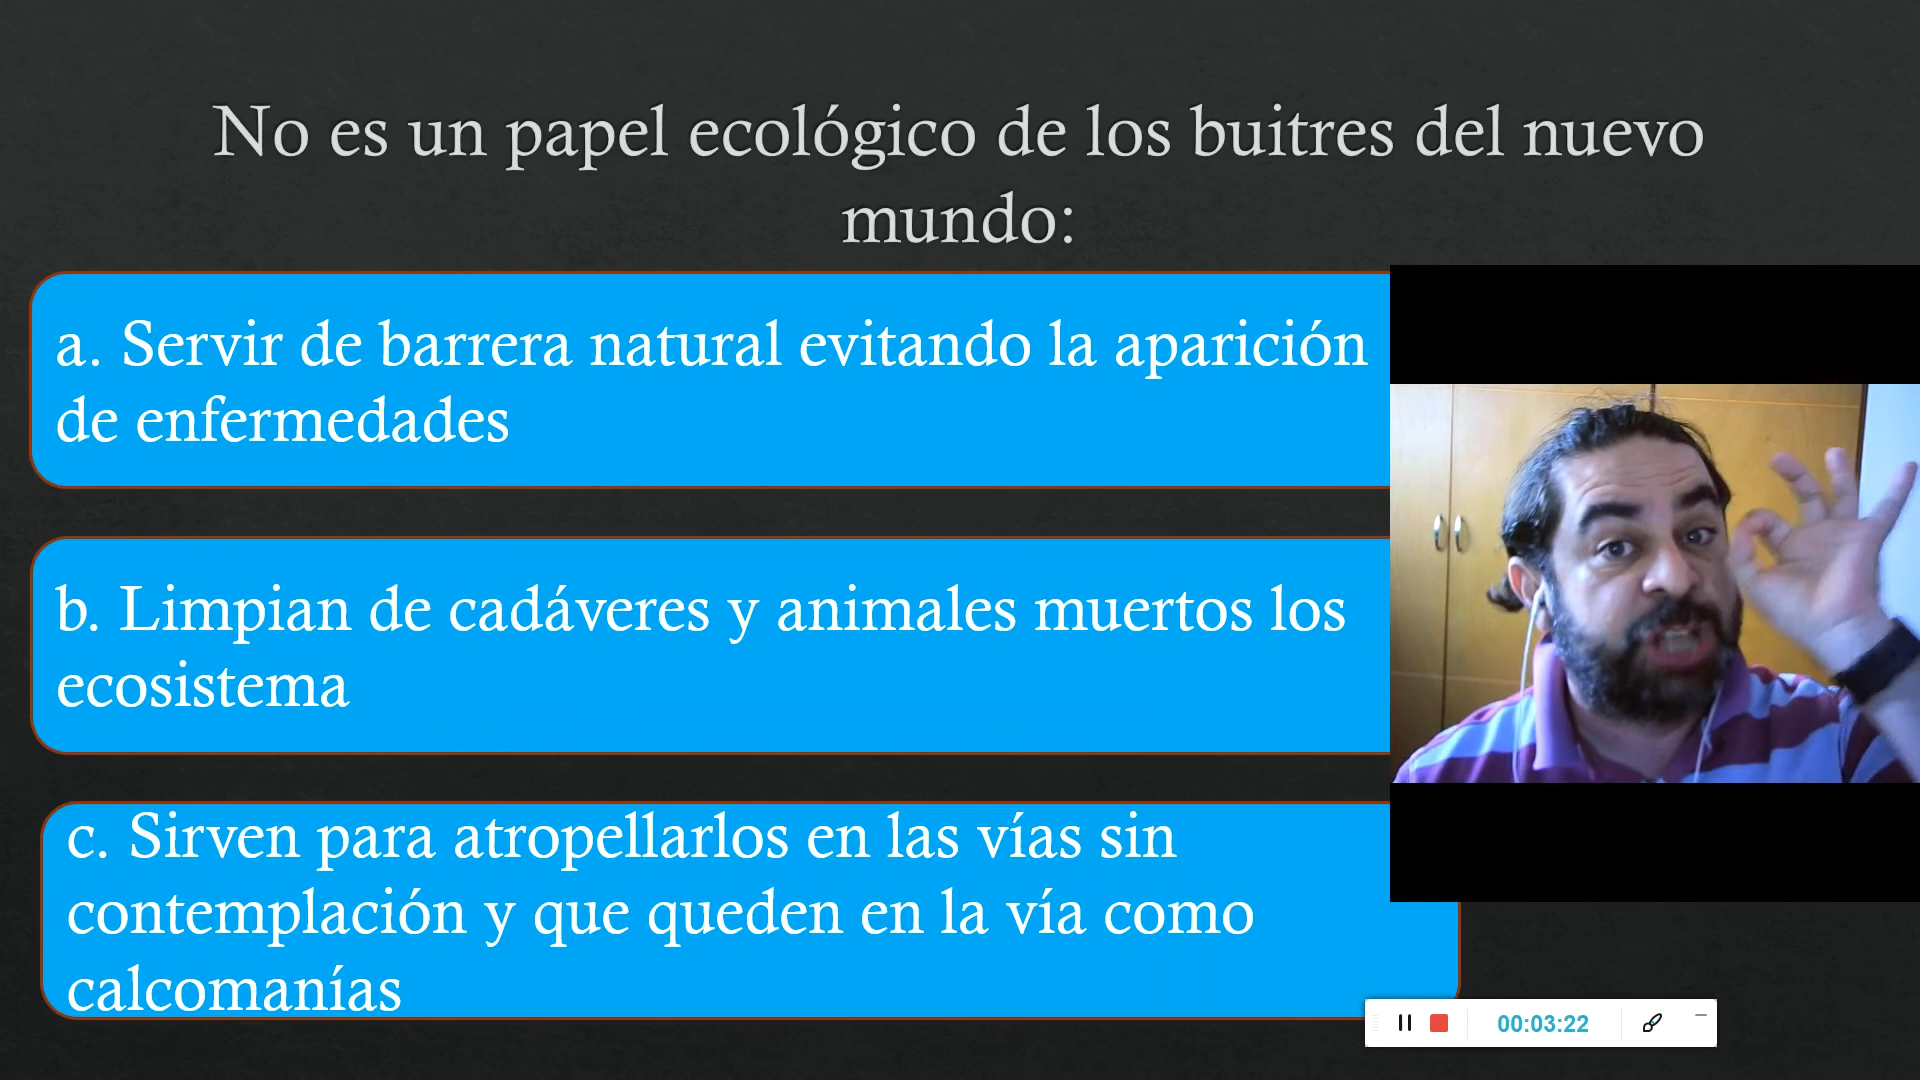 No es un papel ecológico de los buitres del nuevo
mundo:
a. Servir de barrera natural evitando la aparición
de enfermedades
b. Limpian de cadáveres y animales muertos los
ecosistema
c. Sirven para atropellarlos en las vías sin
contemplación y que queden en la vía como
calcomanías
00:03:22